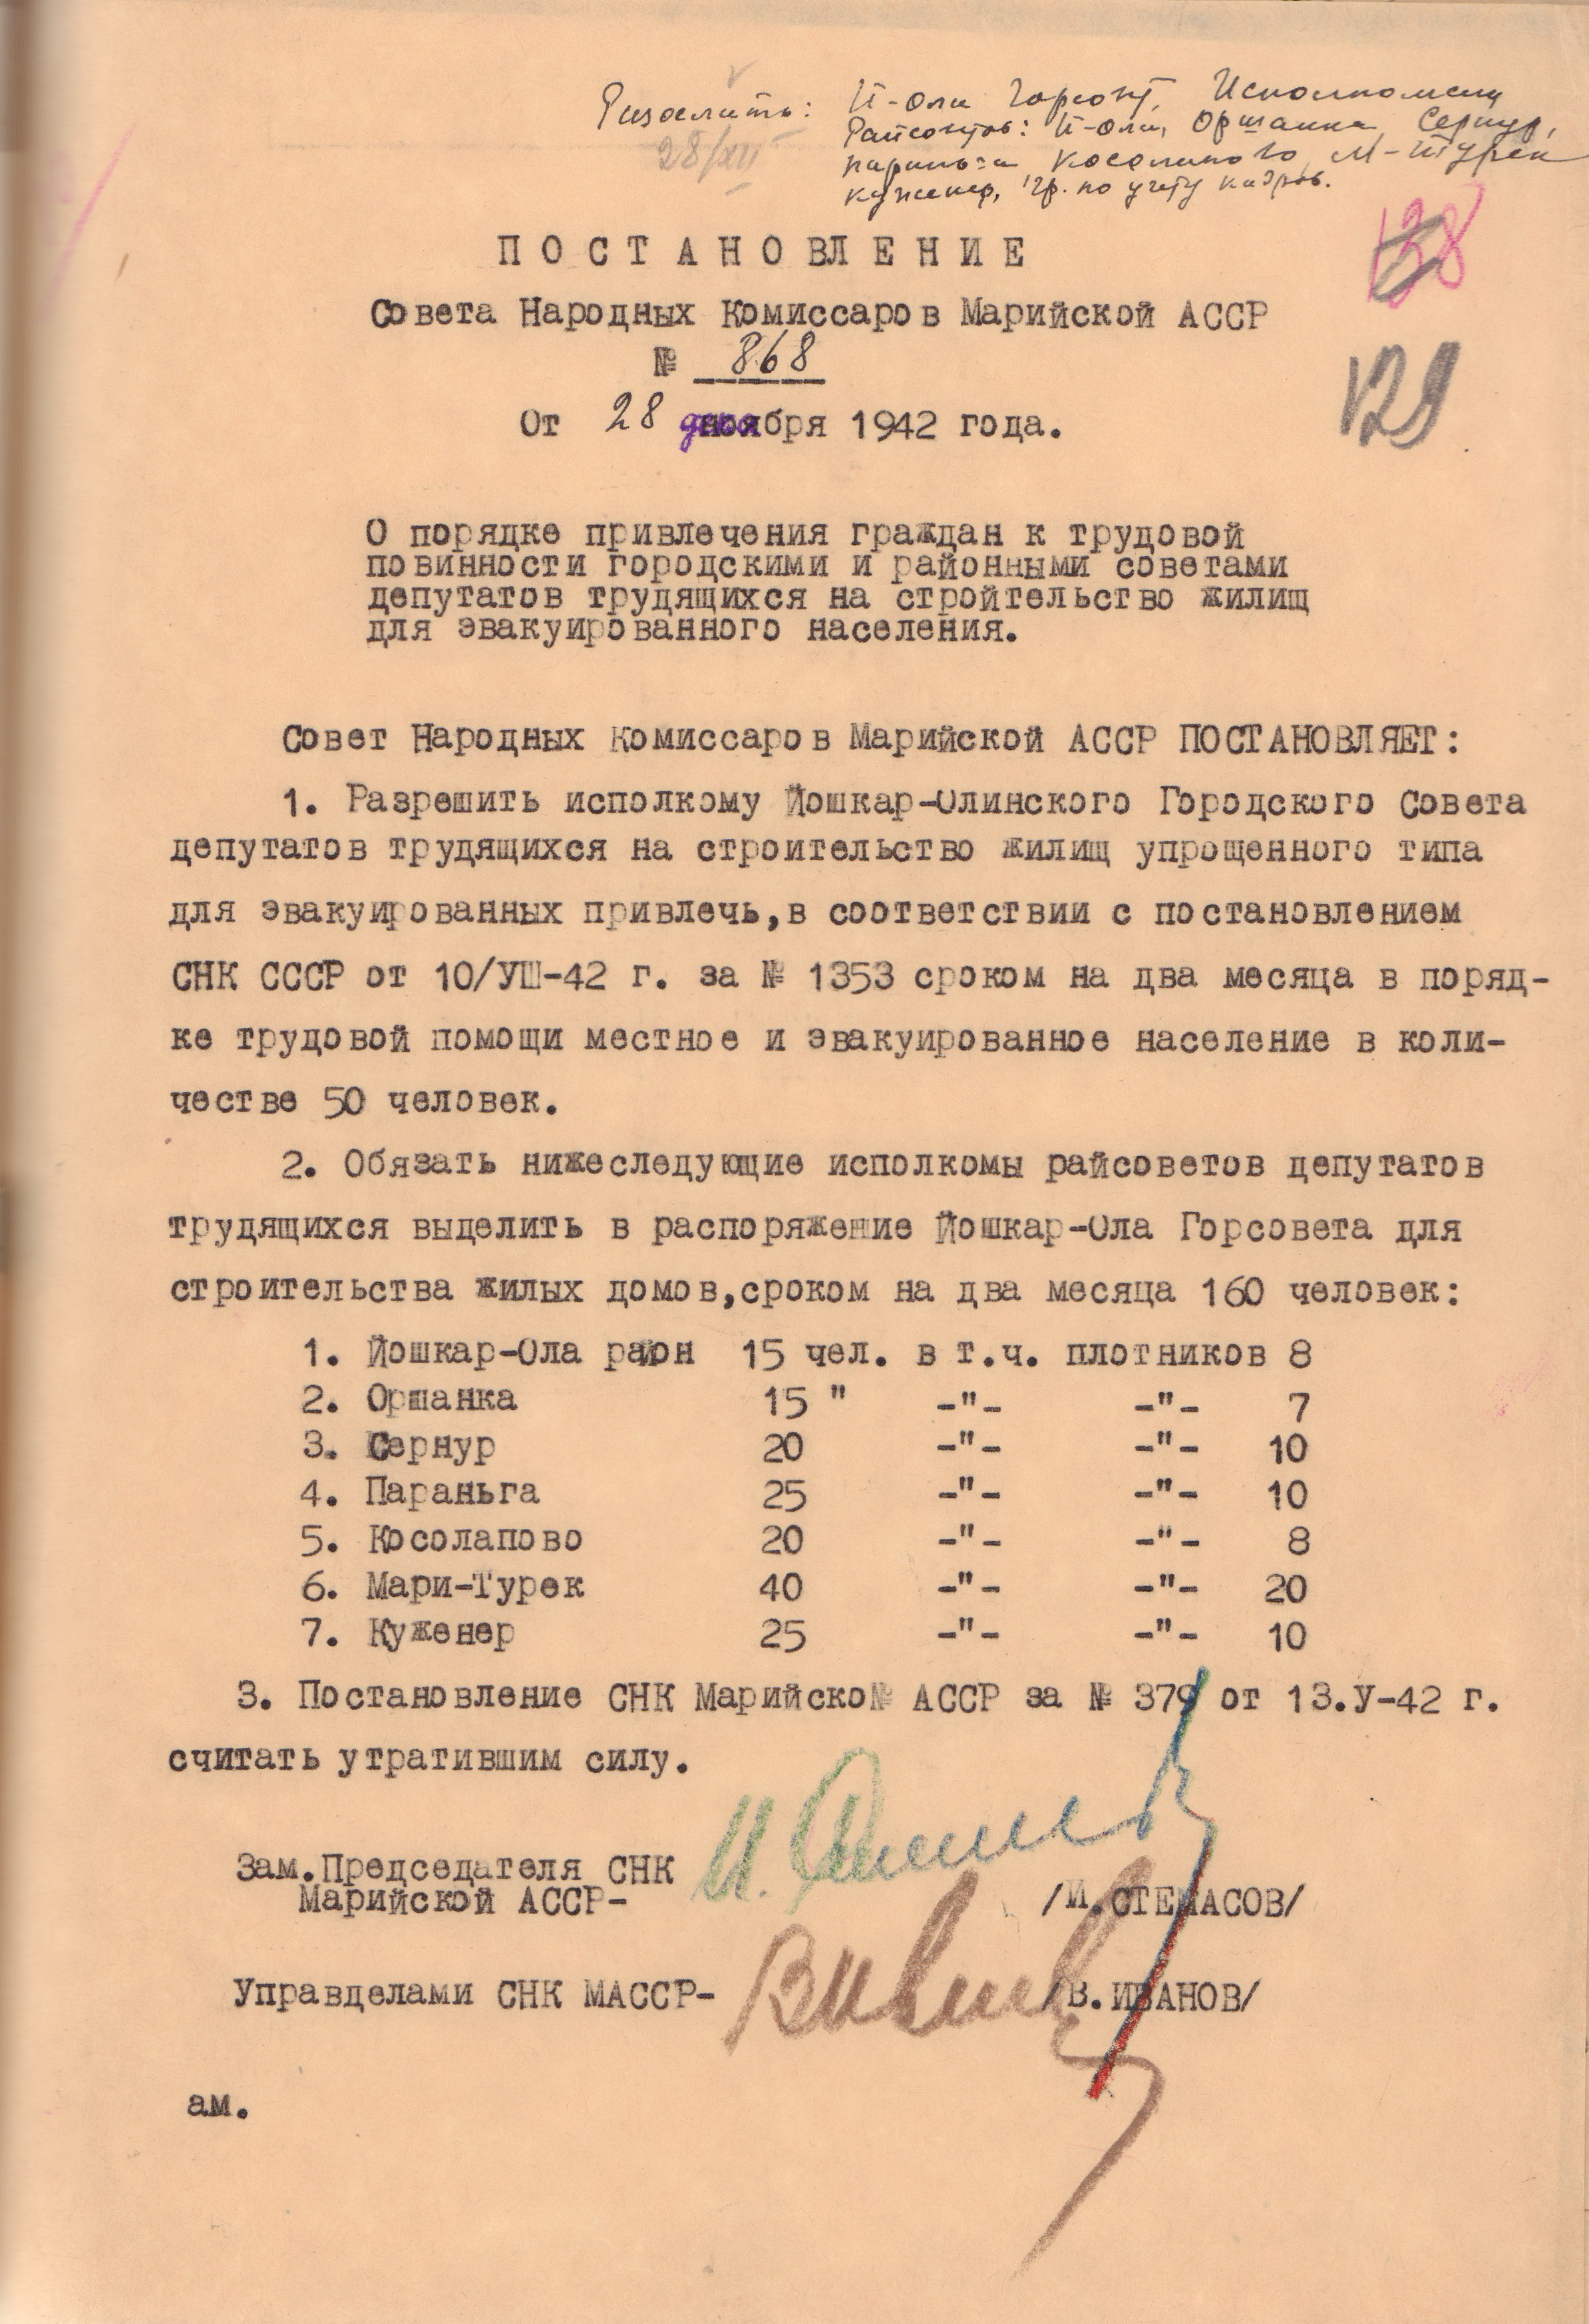 Разослать: Й-Ола Горсовет, Исполкомы
Райсоветов: Й-Ола, Оршанка, Сернур,
Параньга Косолапово, М-Турек
Куженер, Гр. по учету кадров.
28/XII
ПОСТАНОВЛЕНИЕ
138
Совета Народных Комиссаров Марийской АССР
№ 868
129
От 28 декабря 1942 года.
О порядке привлечения граждан к трудовой
повинности городскими и районными советами
депутатов трудящихся на стройтельство жилищ
для эвакуированного населения.
Совет Народных Комиссаров Марийской АССР ПОСТАНОВЛЯЕТ:
1. Разрешить исполкому Йошкар-Олинского Городского Совета
депутатов трудящихся на строительство жилищ упрощенного типа
для эвакуированных привлечь,в соответствии с постановлением
СНК СССР от 10/УШ-42 г. за № 1353 сроком на два месяца в поряд-
ке трудовой помощи местное и эвакуированное население в коли-
честве 50 человек.
2. Обязать нижеследующие исполкомы райсоветов депутатов
трудящихся выделить в распоряжение Йошкар-Ола Горсовета для
строительства жилых домов,сроком на два месяца 160 человек:
1. Йошкар-Ола район 15 чел. в т.ч. плотников 8
2. Оршанка 15 " -"- -"- 7
3. Сернур 20 -"- -"- 10
4. Параньга 25 -"- -"- 10
5. Косолапово 20 -"- -"- 8
6. Мари-Турек 40 -"- -"- 20
7. Куженер 25 -"- -"- 10
3. Постановление СНК Марийской АССР за № 379 от 13.У-42 г.
считать утратившим силу.
Зам.Председателя СНК
Марийской АССР- /И.СТЕПАСОВ/
Управделами СНК МАССР- /В.ИВАНОВ/
ам.